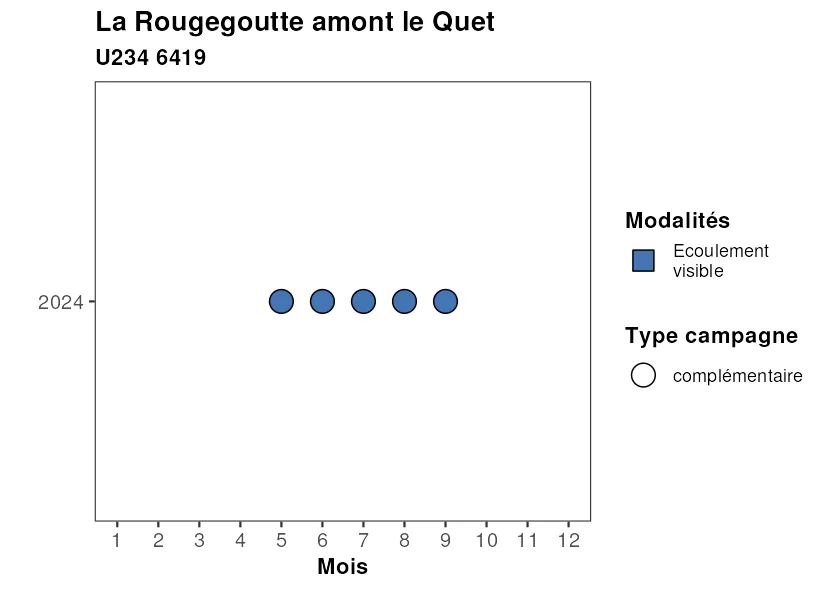 La Rougegoutte amont le Quet
U234 6419
2024
1 2 3 4 5 6 7 8 9 10 11 12
Mois
Modalités
Ecoulement
visible
Type campagne
complémentaire